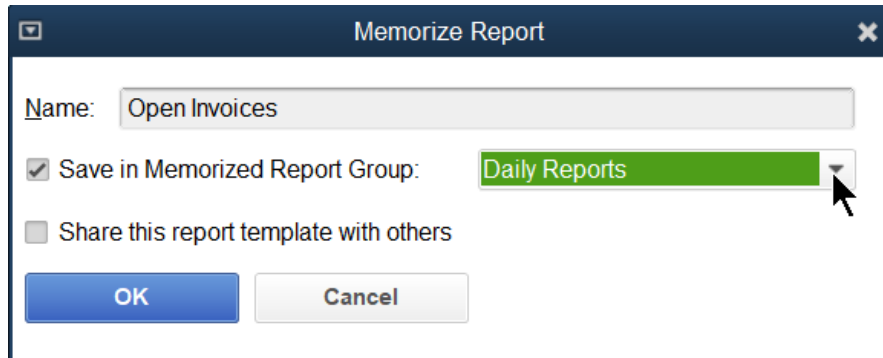 Memorize Report
Name: Open Invoices
Save in Memorized Report Group: Daily Reports
Share this report template with others
OK Cancel